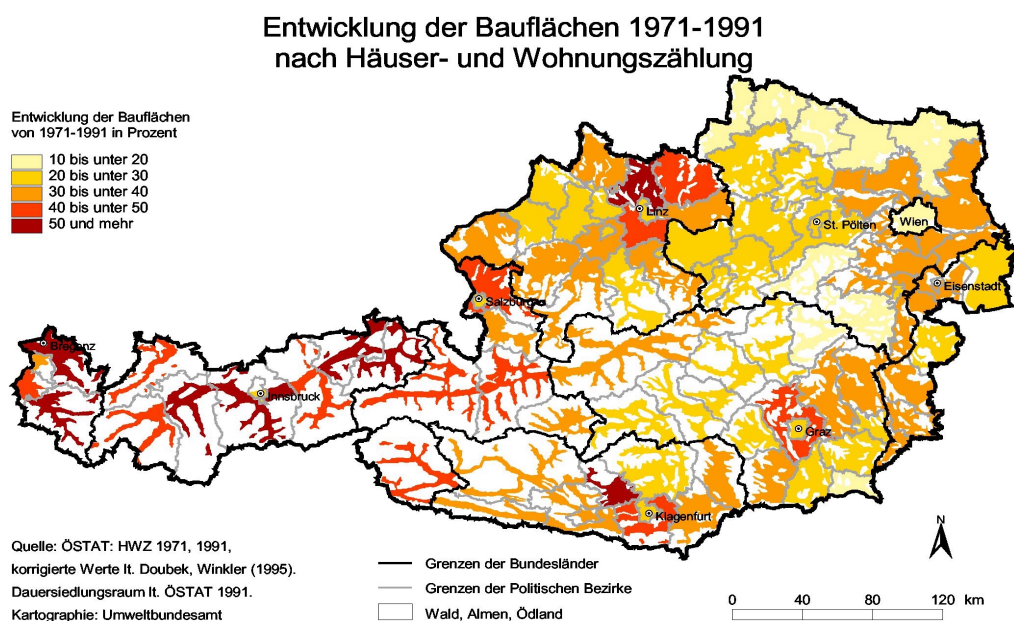 Entwicklung der Bauflächen 1971-1991
nach Häuser- und Wohnungszählung
Entwicklung der Bauflächen
von 1971-1991 in Prozent
10 bis unter 20
20 bis unter 30
30 bis unter 40
40 bis unter 50
50 und mehr
Linz
St. Pölten
Wien
Eisenstadt
Salzburg
Bregenz
Innsbruck
Graz
Klagenfurt
N
Quelle: ÖSTAT: HWZ 1971, 1991,
korrigierte Werte lt. Doubek, Winkler (1995).
Dauersiedlungsraum lt. ÖSTAT 1991.
Kartographie: Umweltbundesamt
Grenzen der Bundesländer
Grenzen der Politischen Bezirke
Wald, Almen, Ödland
0 40 80 120 km